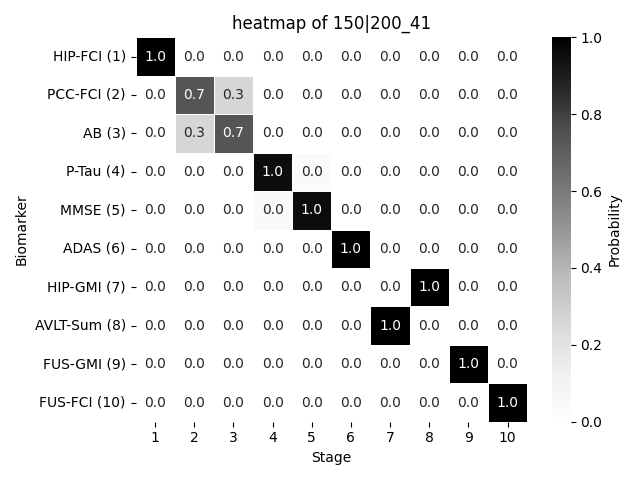 heatmap of 150|200_41
HIP-FCI (1) 1.0 0.0 0.0 0.0 0.0 0.0 0.0 0.0 0.0 0.0
PCC-FCI (2) 0.0 0.7 0.3 0.0 0.0 0.0 0.0 0.0 0.0 0.0
AB (3) 0.0 0.3 0.7 0.0 0.0 0.0 0.0 0.0 0.0 0.0
P-Tau (4) 0.0 0.0 0.0 1.0 0.0 0.0 0.0 0.0 0.0 0.0
MMSE (5) 0.0 0.0 0.0 0.0 1.0 0.0 0.0 0.0 0.0 0.0
ADAS (6) 0.0 0.0 0.0 0.0 0.0 1.0 0.0 0.0 0.0 0.0
HIP-GMI (7) 0.0 0.0 0.0 0.0 0.0 0.0 0.0 1.0 0.0 0.0
AVLT-Sum (8) 0.0 0.0 0.0 0.0 0.0 0.0 1.0 0.0 0.0 0.0
FUS-GMI (9) 0.0 0.0 0.0 0.0 0.0 0.0 0.0 0.0 1.0 0.0
FUS-FCI (10) 0.0 0.0 0.0 0.0 0.0 0.0 0.0 0.0 0.0 1.0
1 2 3 4 5 6 7 8 9 10
Stage
Biomarker
1.0
0.8
0.6
0.4
0.2
0.0
Probability